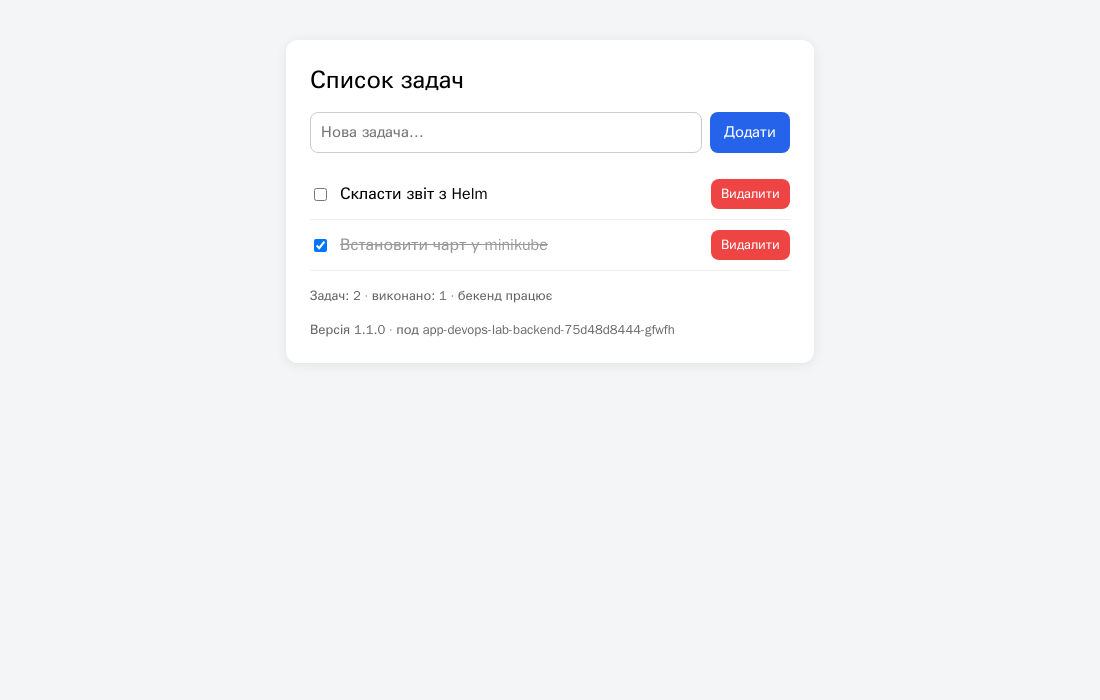 Список задач
Нова задача...
Додати
Скласти звіт з Helm
Видалити
Встановити чарт у minikube
Видалити
Задач: 2 · виконано: 1 · бекенд працює
Версія 1.1.0 · под app-devops-lab-backend-75d48d8444-gfwfh